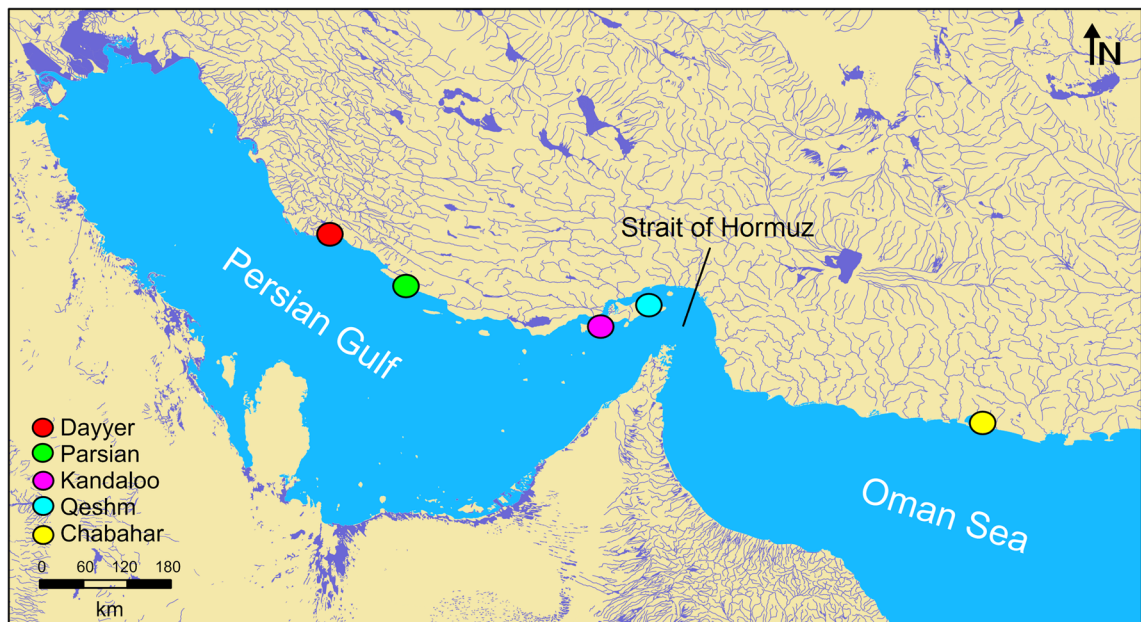 N
Strait of Hormuz
Persian Gulf
Dayyer
Parsian
Kandaloo
Qeshm
Chabahar
Oman Sea
0 60 120 180
km